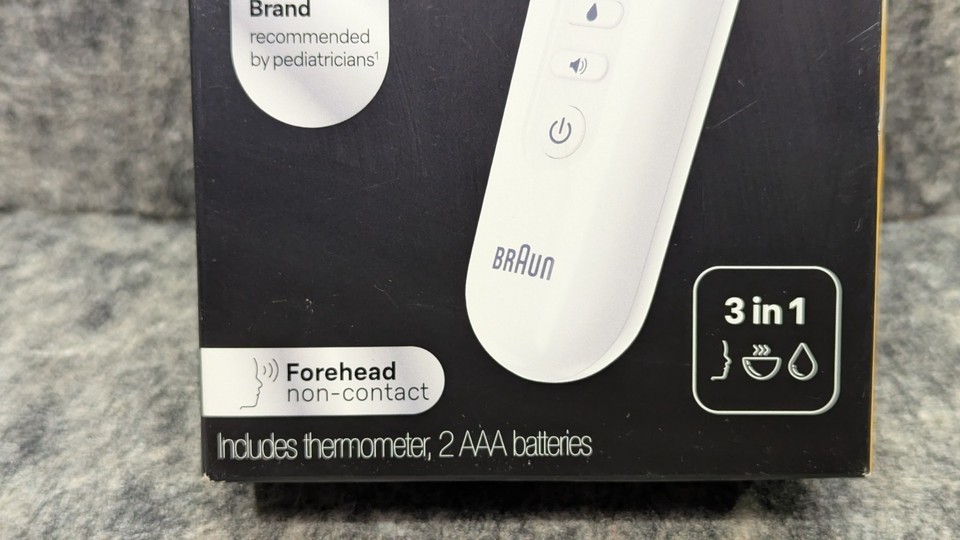 Brand
recommended
by pediatricians¹
BRAUN
3 in 1
Forehead
non-contact
Includes thermometer, 2 AAA batteries